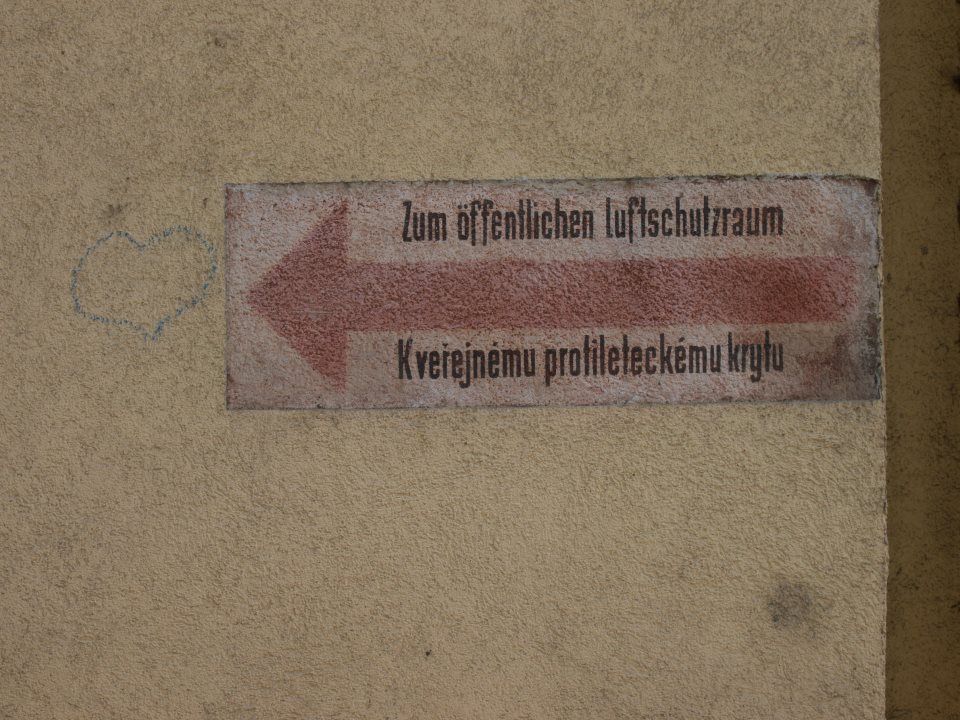 Zum öffentlichen Luftschutzraum
K veřejnému protileteckému krytu